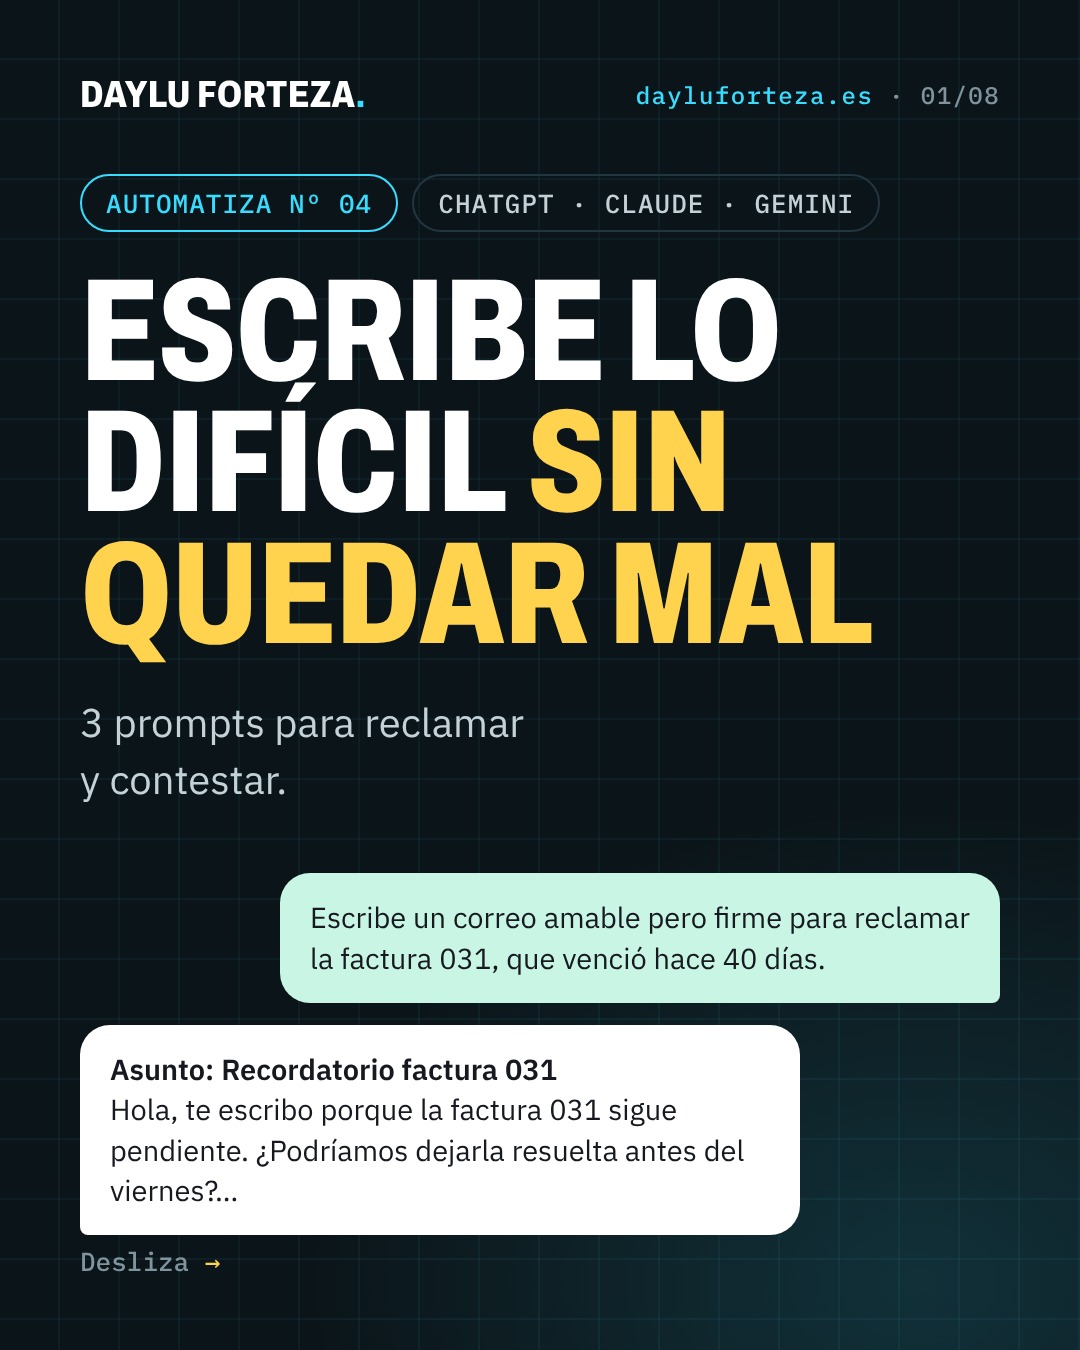 DAYLU FORTEZA.
dayluforteza.es · 01/08
AUTOMATIZA Nº 04
CHATGPT · CLAUDE · GEMINI
ESCRIBE LO
DIFÍCIL SIN
QUEDAR MAL
3 prompts para reclamar
y contestar.
Escribe un correo amable pero firme para reclamar
la factura 031, que venció hace 40 días.
Asunto: Recordatorio factura 031
Hola, te escribo porque la factura 031 sigue
pendiente. ¿Podríamos dejarla resuelta antes del
viernes?...
Desliza →